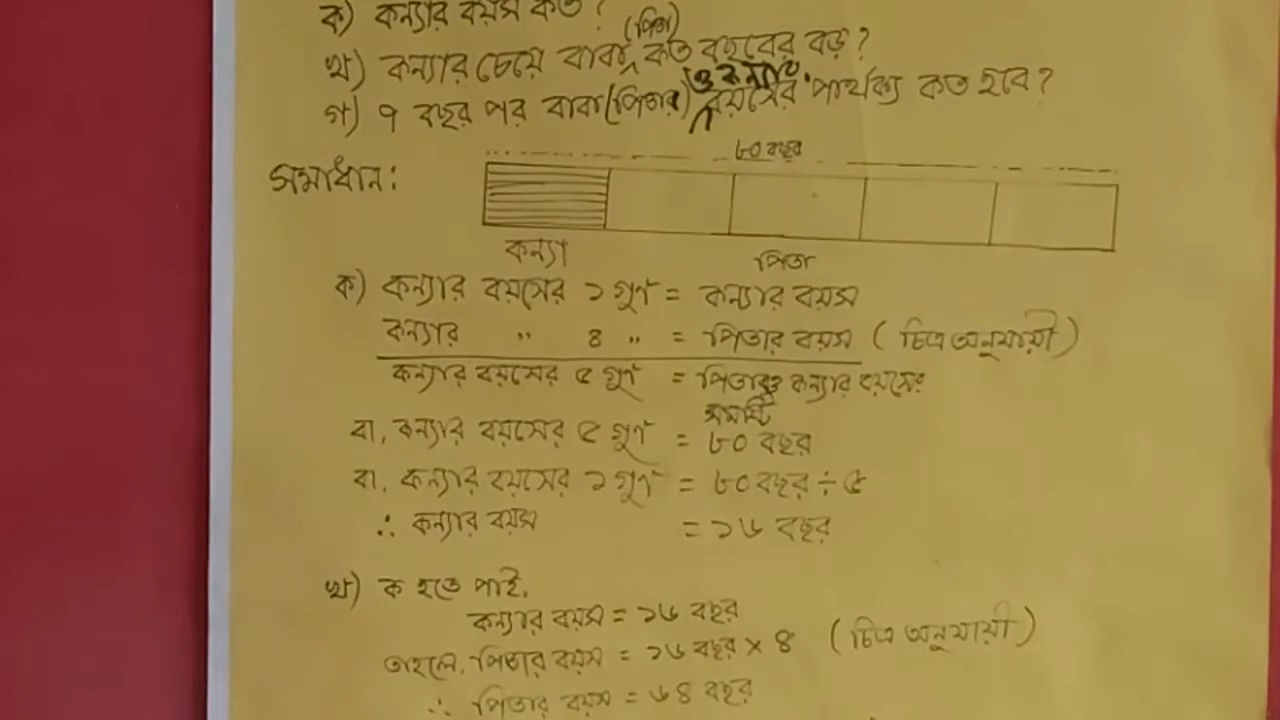 ক) কন্যার বয়স কত?
খ) কন্যার চেয়ে বাবা (পিতা) কত বছরের বড়?
গ) ৭ বছর পর বাবা (পিতার) ও কন্যার বয়সের পার্থক্য কত হবে?
৮০ বছর
সমাধান:
কন্যা পিতা
ক) কন্যার বয়সের ১ গুণ = কন্যার বয়স
কন্যার " ৪ " = পিতার বয়স (চিত্র অনুযায়ী)
কন্যার বয়সের ৫ গুণ = পিতার ও কন্যার বয়সের
সমষ্টি
বা, কন্যার বয়সের ৫ গুণ = ৮০ বছর
বা, কন্যার বয়সের ১ গুণ = ৮০ বছর ÷ ৫
∴ কন্যার বয়স = ১৬ বছর
খ) ক হতে পাই,
কন্যার বয়স = ১৬ বছর
তাহলে, পিতার বয়স = ১৬ বছর × ৪ (চিত্র অনুযায়ী)
∴ পিতার বয়স = ৬৪ বছর